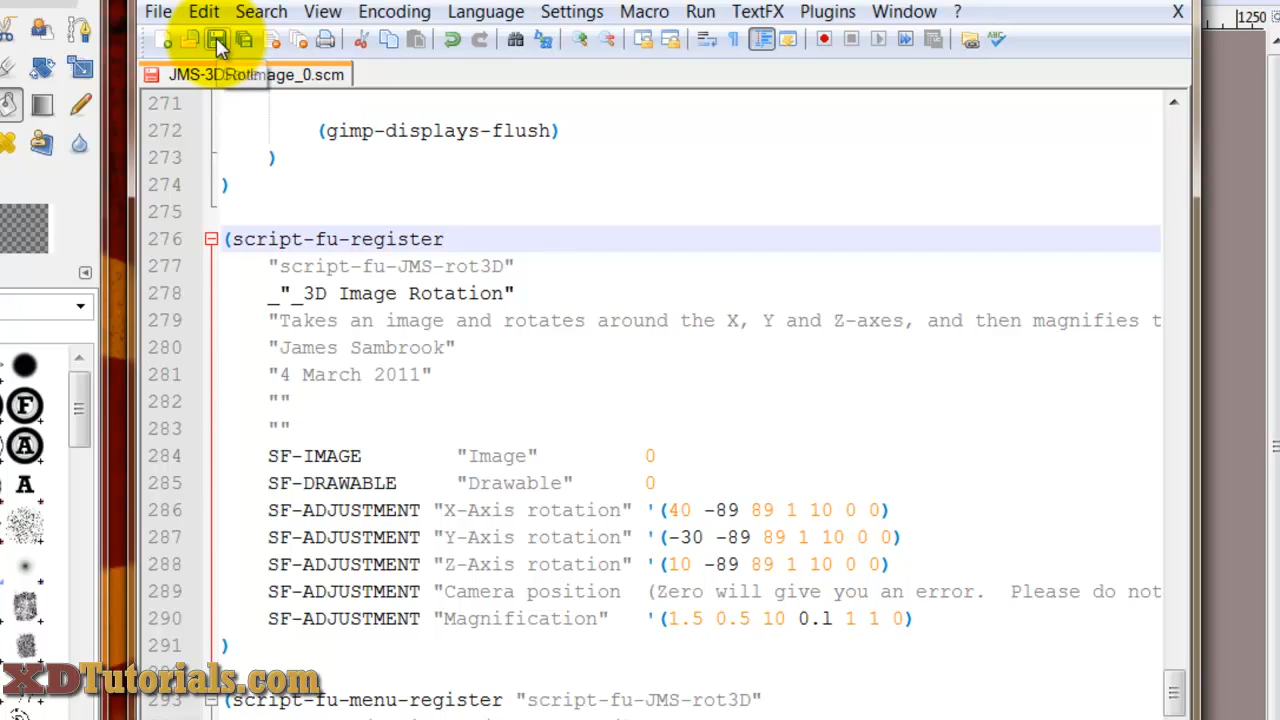 File Edit Search View Encoding Language Settings Macro Run TextFX Plugins Window ? X
1250
JMS-3DRotImage_0.scm
271
272 (gimp-displays-flush)
273 )
274 )
275
276 (script-fu-register
277 "script-fu-JMS-rot3D"
278 _"_3D Image Rotation"
279 "Takes an image and rotates around the X, Y and Z-axes, and then magnifies t
280 "James Sambrook"
281 "4 March 2011"
282 ""
283 ""
284 SF-IMAGE "Image" 0
285 SF-DRAWABLE "Drawable" 0
286 SF-ADJUSTMENT "X-Axis rotation" '(40 -89 89 1 10 0 0)
287 SF-ADJUSTMENT "Y-Axis rotation" '(-30 -89 89 1 10 0 0)
288 SF-ADJUSTMENT "Z-Axis rotation" '(10 -89 89 1 10 0 0)
289 SF-ADJUSTMENT "Camera position (Zero will give you an error. Please do not
290 SF-ADJUSTMENT "Magnification" '(1.5 0.5 10 0.1 1 1 0)
291 )
XDTutorials.com
293 (script-fu-menu-register "script-fu-JMS-rot3D"